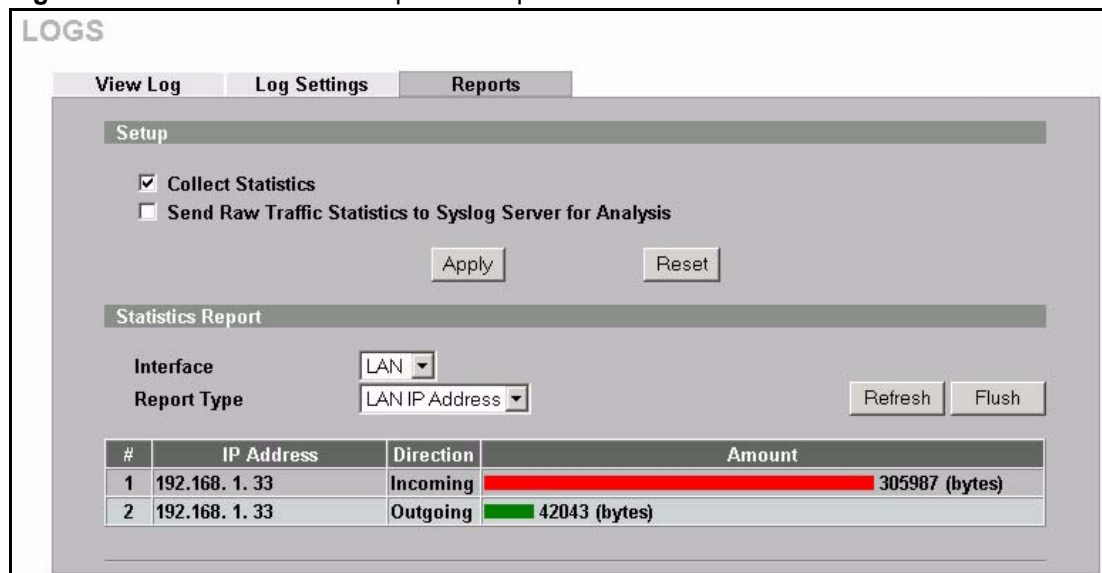 LOGS
View Log Log Settings Reports
Setup
Collect Statistics
Send Raw Traffic Statistics to Syslog Server for Analysis
Apply Reset
Statistics Report
Interface LAN
Report Type LAN IP Address Refresh Flush
# IP Address Direction Amount
1 192.168. 1. 33 Incoming 305987 (bytes)
2 192.168. 1. 33 Outgoing 42043 (bytes)